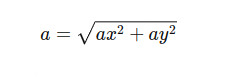 a = √(ax² + ay²)